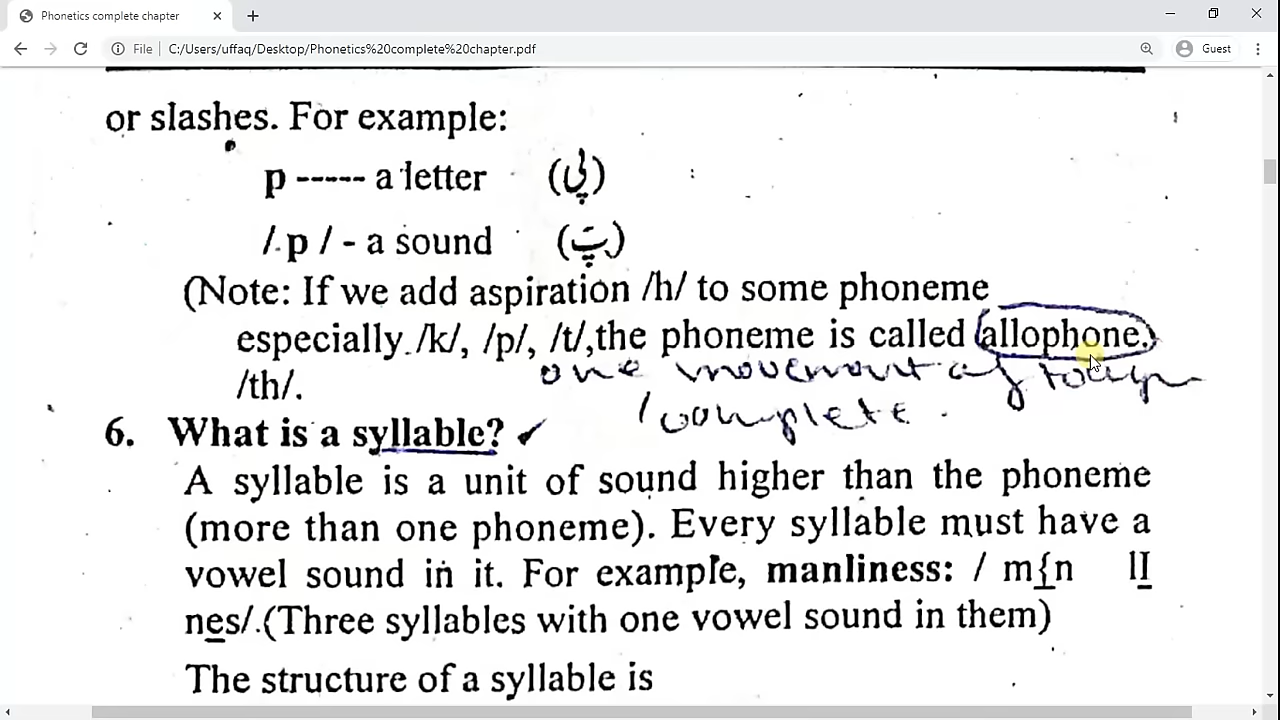 Phonetics complete chapter
File C:/Users/uffaq/Desktop/Phonetics%20complete%20chapter.pdf Guest
or slashes. For example:
p ----- a letter (پی)
/ p / - a sound (پَ)
(Note: If we add aspiration /h/ to some phoneme
especially /k/, /p/, /t/,the phoneme is called allophone.
one movement of
/th/.
complete.
6. What is a syllable? ✓
A syllable is a unit of sound higher than the phoneme
(more than one phoneme). Every syllable must have a
vowel sound in it. For example, manliness: / m{n lI
nes/.(Three syllables with one vowel sound in them)
The structure of a syllable is